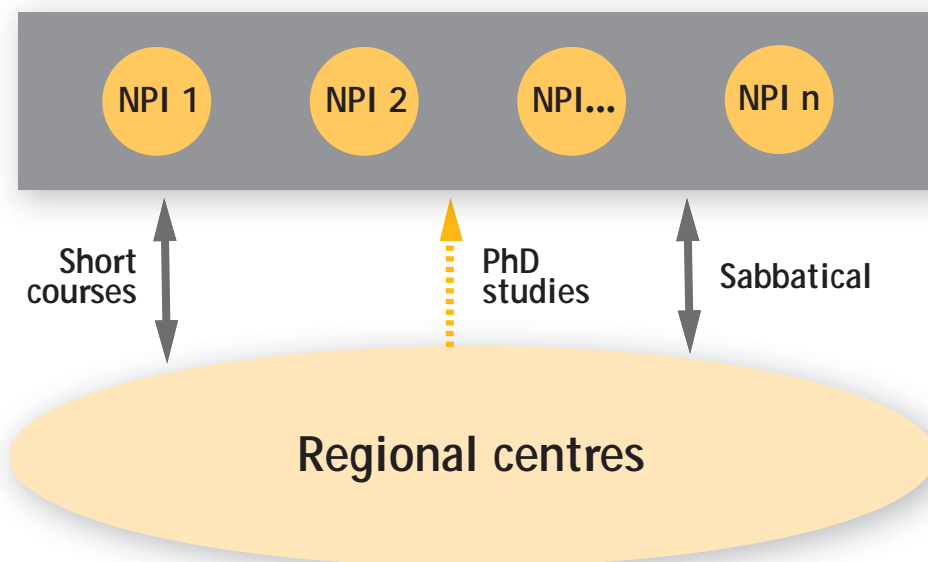 NPI 1
NPI 2
NPI...
NPI n
Short
courses
PhD
studies
Sabbatical
Regional centres